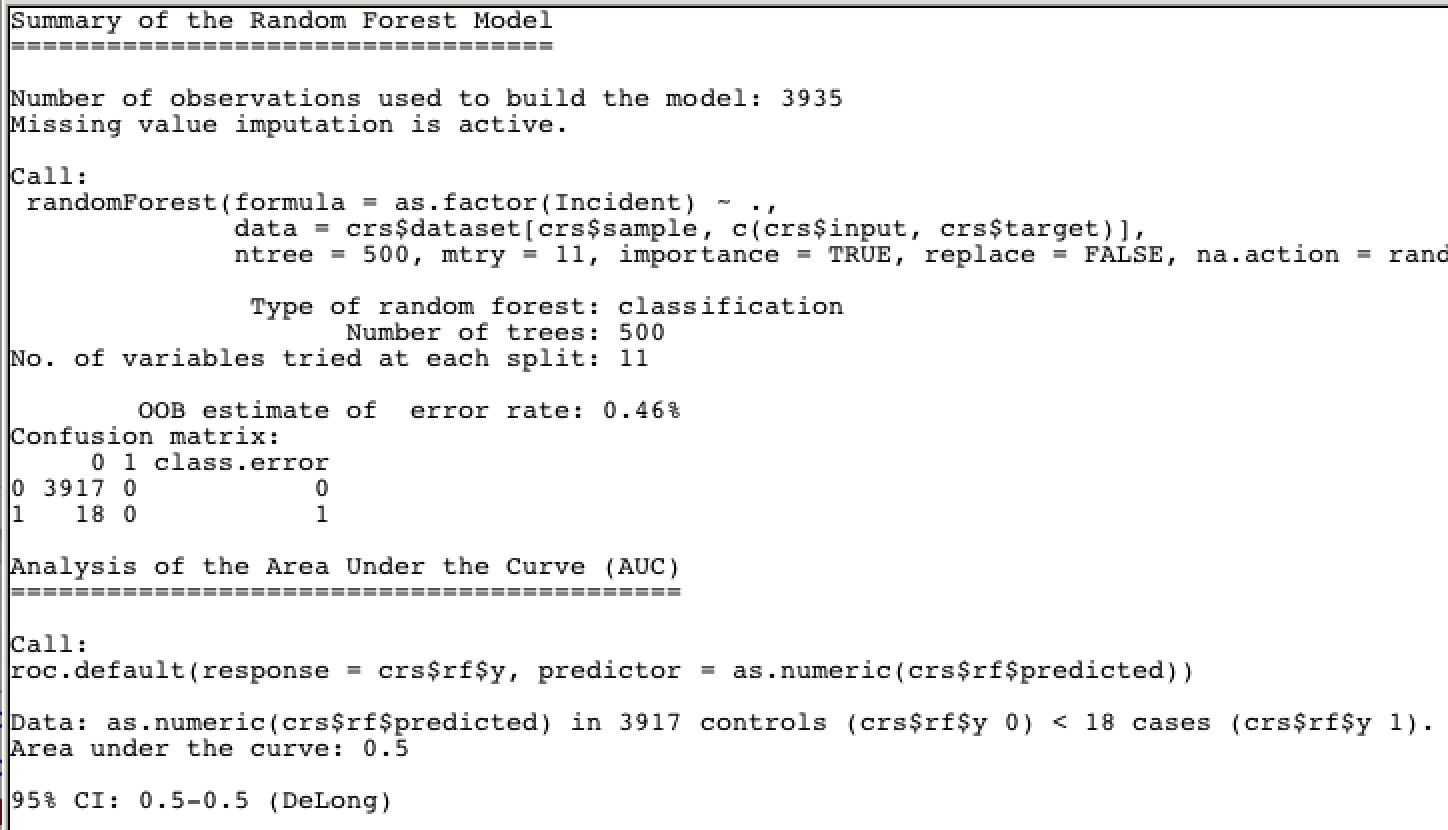 Summary of the Random Forest Model
==================================
Number of observations used to build the model: 3935
Missing value imputation is active.
Call:
randomForest(formula = as.factor(Incident) ~ .,
data = crs$dataset[crs$sample, c(crs$input, crs$target)],
ntree = 500, mtry = 11, importance = TRUE, replace = FALSE, na.action = rand
Type of random forest: classification
Number of trees: 500
No. of variables tried at each split: 11
OOB estimate of  error rate: 0.46%
Confusion matrix:
0 1 class.error
0 3917 0 0
1 18 0 1
Analysis of the Area Under the Curve (AUC)
==========================================
Call:
roc.default(response = crs$rf$y, predictor = as.numeric(crs$rf$predicted))
Data: as.numeric(crs$rf$predicted) in 3917 controls (crs$rf$y 0) < 18 cases (crs$rf$y 1).
Area under the curve: 0.5
95% CI: 0.5-0.5 (DeLong)